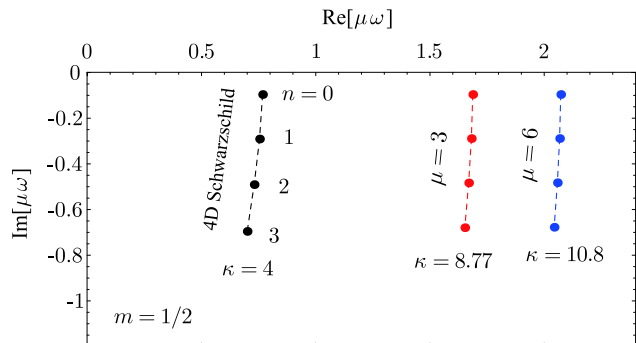 Re[μω]
0 0.5 1 1.5 2
0
-0.2
-0.4
-0.6
-0.8
-1
Im[μω]
4D Schwarzschild
n = 0
1
2
3
κ = 4
μ = 3
κ = 8.77
μ = 6
κ = 10.8
m = 1/2